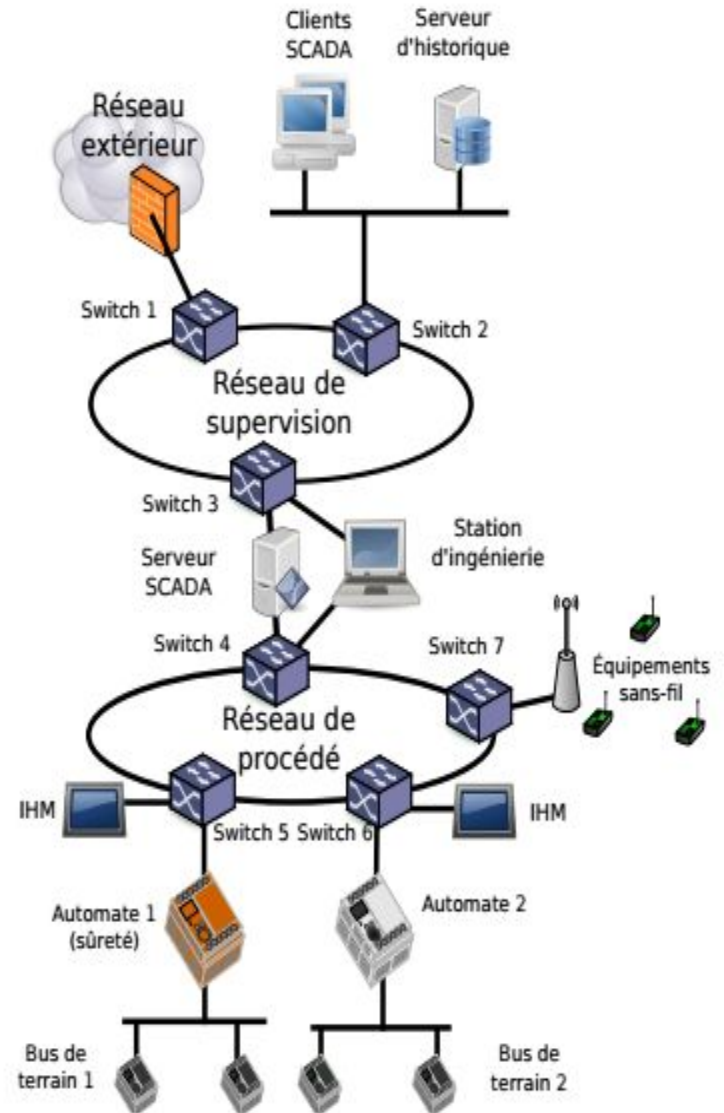 Clients
SCADA
Serveur
d'historique
Réseau
extérieur
Switch 1
Switch 2
Réseau de
supervision
Switch 3
Serveur
SCADA
Station
d'ingénierie
Switch 4
Switch 7
Équipements
sans-fil
Réseau de
procédé
IHM
Switch 5
Switch 6
IHM
Automate 1
(sûreté)
Automate 2
Bus de
terrain 1
Bus de
terrain 2